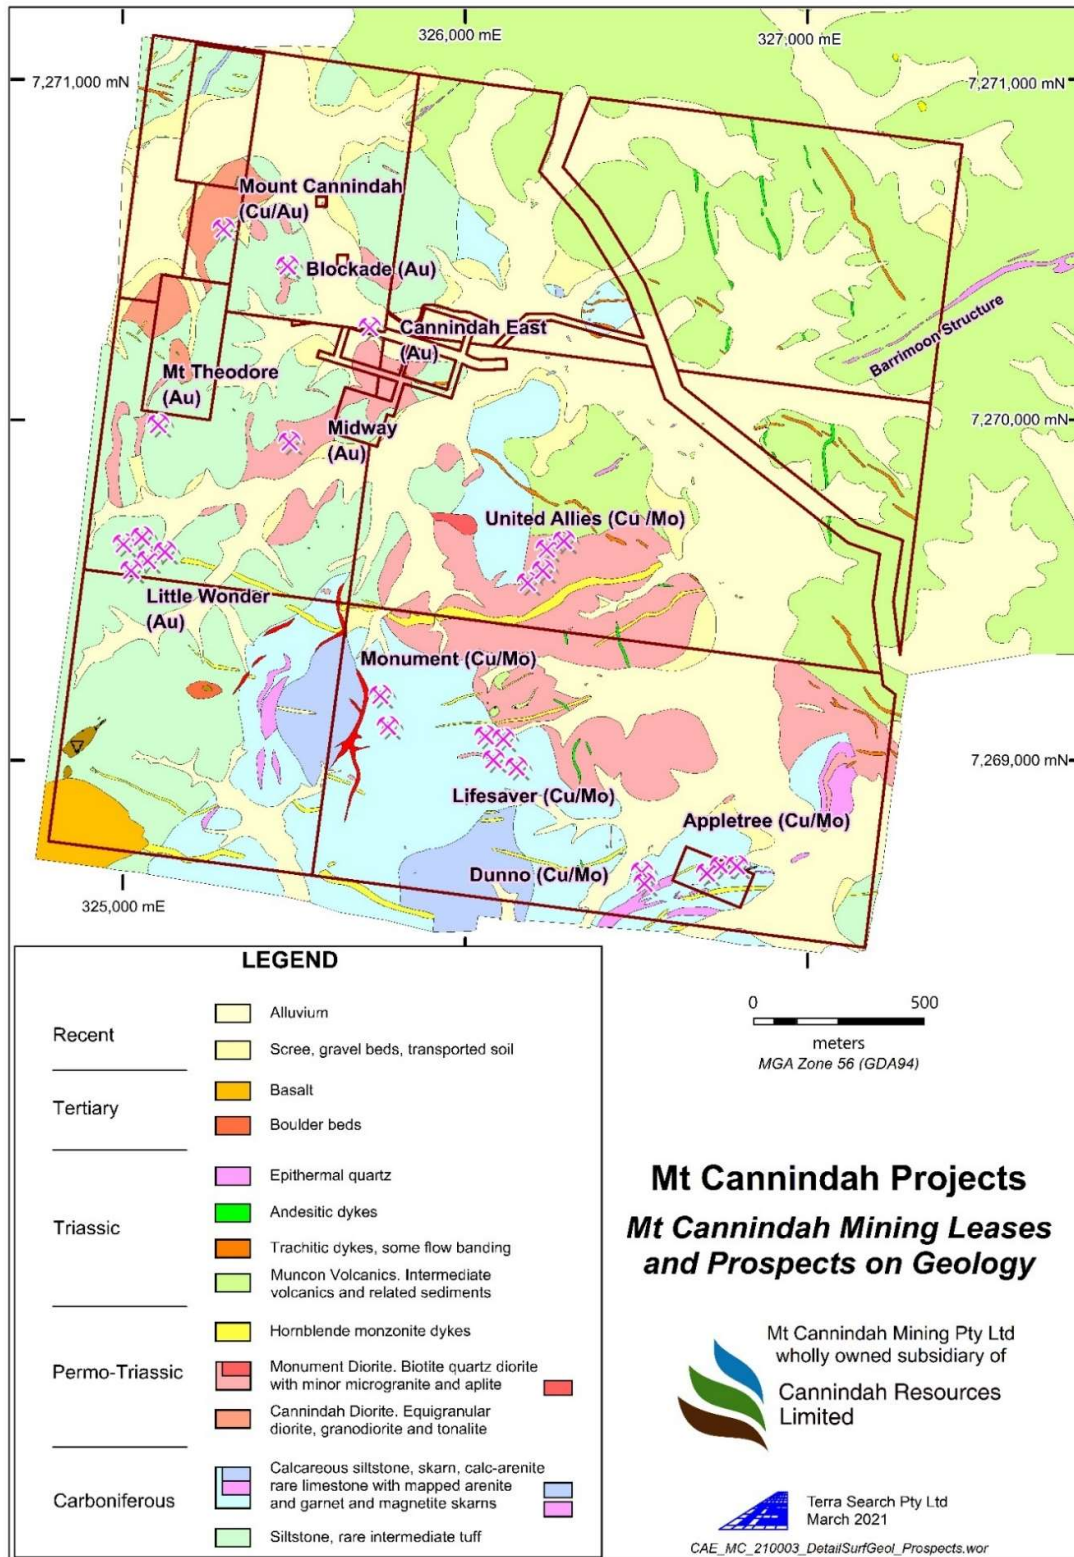 326,000 mE
327,000 mE
7,271,000 mN
7,271,000 mN
Mount Cannindah
(Cu/Au)
Blockade (Au)
Cannindah East
(Au)
Barrimoon Structure
Mt Theodore
(Au)
7,270,000 mN
Midway
(Au)
United Allies (Cu /Mo)
Little Wonder
(Au)
Monument (Cu/Mo)
7,269,000 mN
Lifesaver (Cu/Mo)
Appletree (Cu/Mo)
Dunno (Cu/Mo)
325,000 mE
LEGEND
Recent
Alluvium
Scree, gravel beds, transported soil
Tertiary
Basalt
Boulder beds
Triassic
Epithermal quartz
Andesitic dykes
Trachitic dykes, some flow banding
Muncon Volcanics. Intermediate
volcanics and related sediments
Permo-Triassic
Hornblende monzonite dykes
Monument Diorite. Biotite quartz diorite
with minor microgranite and aplite
Cannindah Diorite. Equigranular
diorite, granodiorite and tonalite
Carboniferous
Calcareous siltstone, skarn, calc-arenite
rare limestone with mapped arenite
and garnet and magnetite skarns
Siltstone, rare intermediate tuff
0 500
meters
MGA Zone 56 (GDA94)
Mt Cannindah Projects
Mt Cannindah Mining Leases
and Prospects on Geology
Mt Cannindah Mining Pty Ltd
wholly owned subsidiary of
Cannindah Resources
Limited
Terra Search Pty Ltd
March 2021
CAE_MC_210003_DetailSurfGeol_Prospects.wor